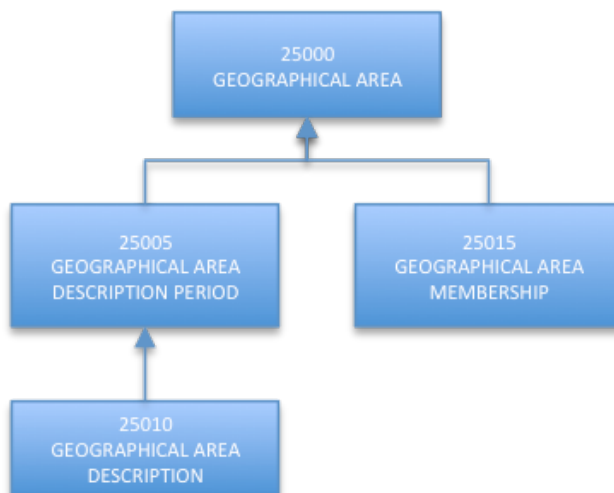 25000
GEOGRAPHICAL AREA
25005
GEOGRAPHICAL AREA
DESCRIPTION PERIOD
25015
GEOGRAPHICAL AREA
MEMBERSHIP
25010
GEOGRAPHICAL AREA
DESCRIPTION